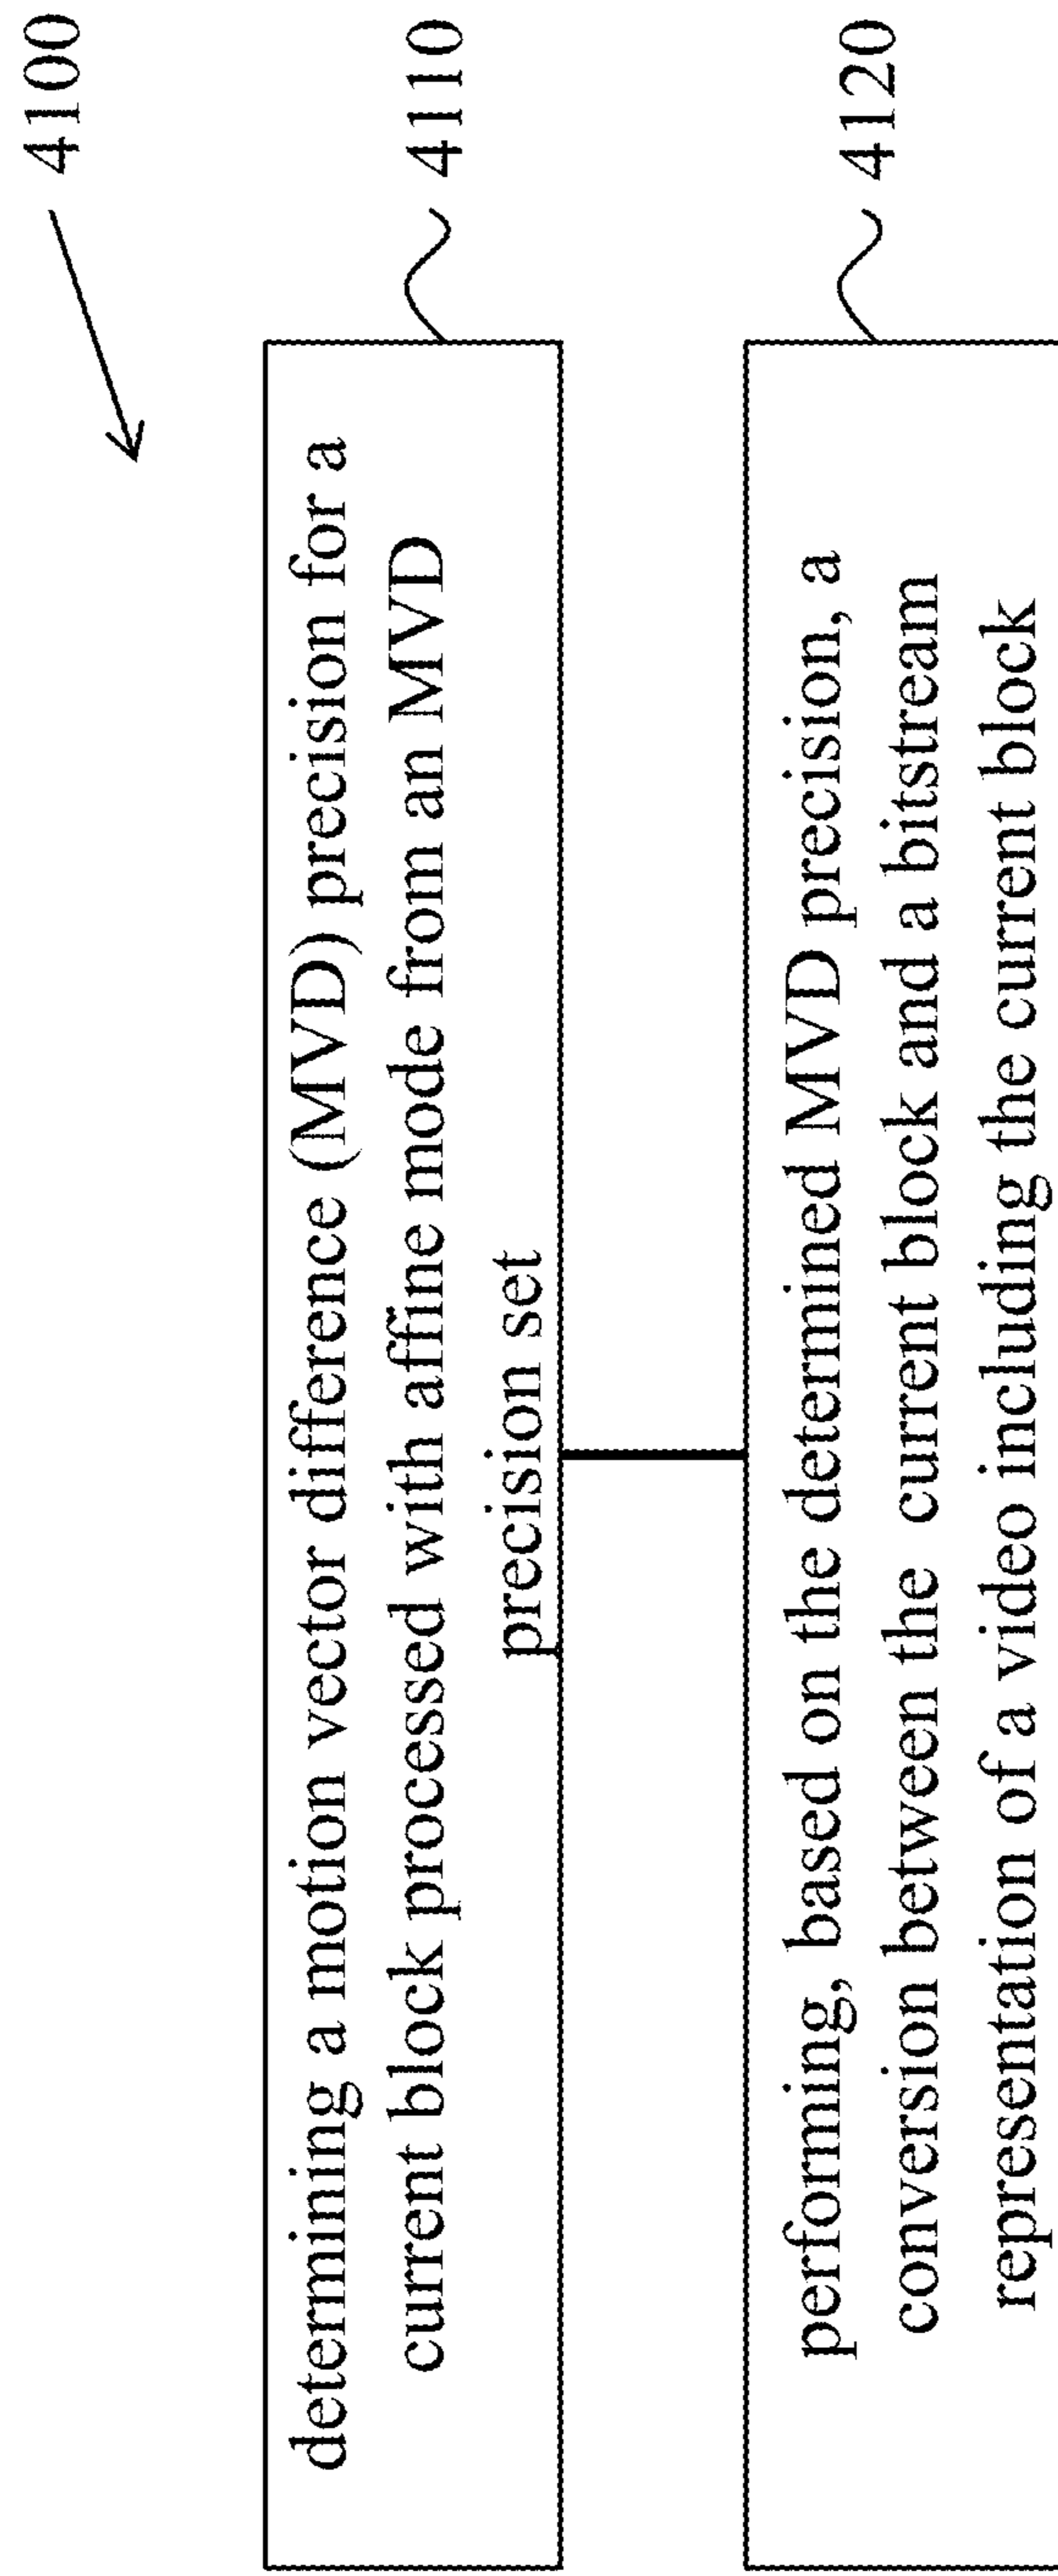 4100
determining a motion vector difference (MVD) precision for a
current block processed with affine mode from an MVD
precision set
4110
performing, based on the determined MVD precision, a
conversion between the current block and a bitstream
representation of a video including the current block
4120